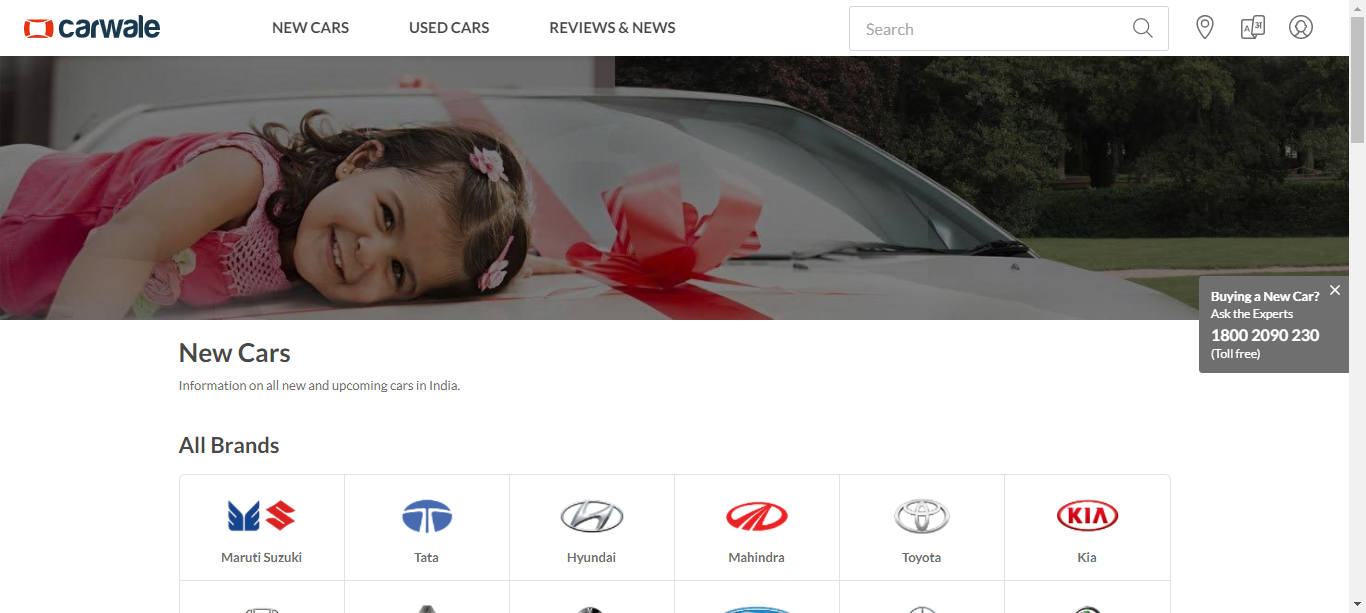 carwale
NEW CARS
USED CARS
REVIEWS & NEWS
Search
Buying a New Car?
Ask the Experts
1800 2090 230
(Toll free)
New Cars
Information on all new and upcoming cars in India.
All Brands
Maruti Suzuki
Tata
Hyundai
Mahindra
Toyota
KIA
Kia